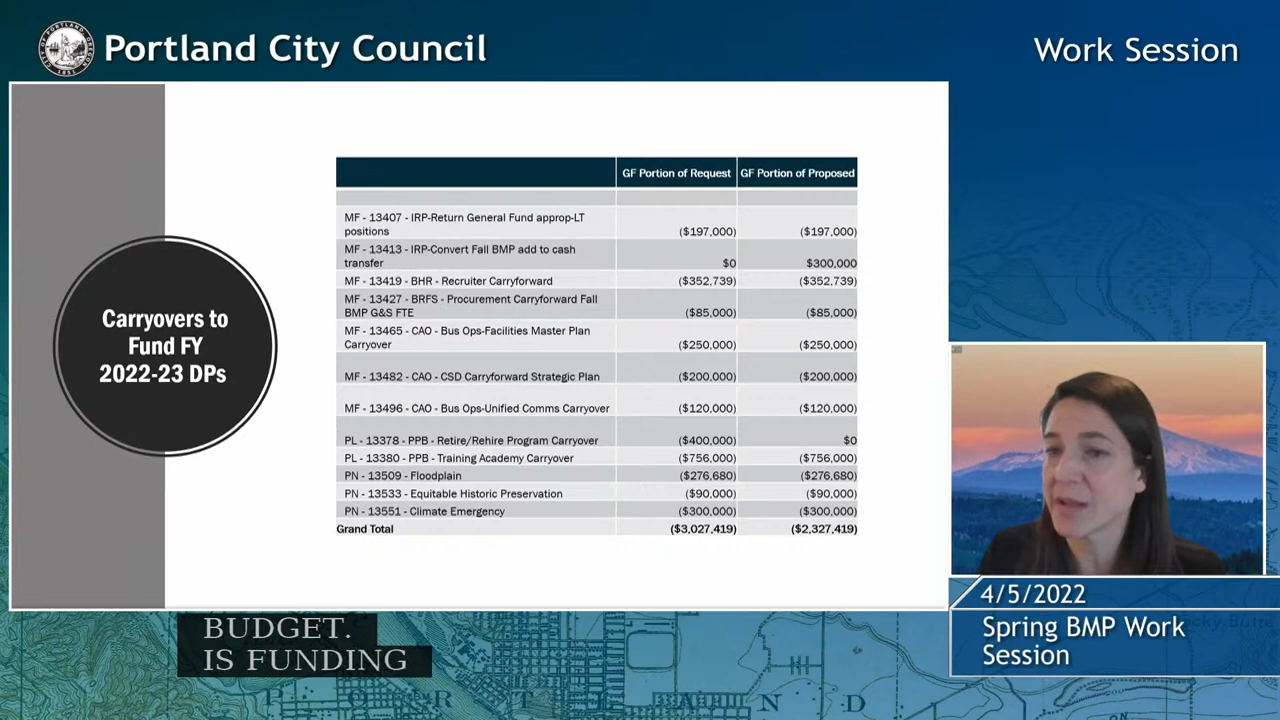 Portland City Council
Work Session
Carryovers to
Fund FY
2022-23 DPs
GF Portion of Request GF Portion of Proposed
MF - 13407 - IRP-Return General Fund approp-LT
positions ($197,000) ($197,000)
MF - 13413 - IRP-Convert Fall BMP add to cash
transfer $0 $300,000
MF - 13419 - BHR - Recruiter Carryforward ($352,739) ($352,739)
MF - 13427 - BRFS - Procurement Carryforward Fall
BMP G&S FTE ($85,000) ($85,000)
MF - 13465 - CAO - Bus Ops-Facilities Master Plan
Carryover ($250,000) ($250,000)
MF - 13482 - CAO - CSD Carryforward Strategic Plan ($200,000) ($200,000)
MF - 13496 - CAO - Bus Ops-Unified Comms Carryover ($120,000) ($120,000)
PL - 13378 - PPB - Retire/Rehire Program Carryover ($400,000) $0
PL - 13380 - PPB - Training Academy Carryover ($756,000) ($756,000)
PN - 13509 - Floodplain ($276,680) ($276,680)
PN - 13533 - Equitable Historic Preservation ($90,000) ($90,000)
PN - 13551 - Climate Emergency ($300,000) ($300,000)
Grand Total ($3,027,419) ($2,327,419)
4/5/2022
Spring BMP Work
Session
BUDGET.
IS FUNDING
P O R T L A N D